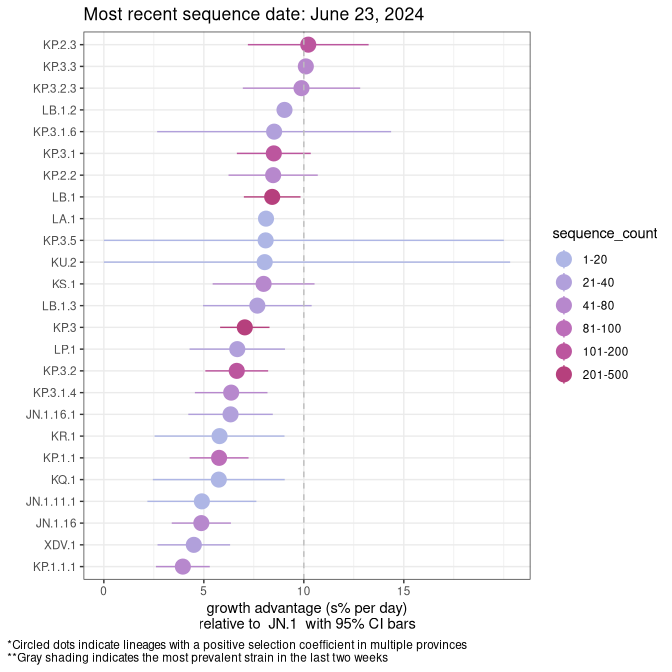 Most recent sequence date: June 23, 2024
KP.2.3
KP.3.3
KP.3.2.3
LB.1.2
KP.3.1.6
KP.3.1
KP.2.2
LB.1
LA.1
KP.3.5
KU.2
KS.1
LB.1.3
KP.3
LP.1
KP.3.2
KP.3.1.4
JN.1.16.1
KR.1
KP.1.1
KQ.1
JN.1.11.1
JN.1.16
XDV.1
KP.1.1.1
0 5 10 15
growth advantage (s% per day)
relative to JN.1 with 95% CI bars
sequence_count
1-20
21-40
41-80
81-100
101-200
201-500
*Circled dots indicate lineages with a positive selection coefficient in multiple provinces
**Gray shading indicates the most prevalent strain in the last two weeks